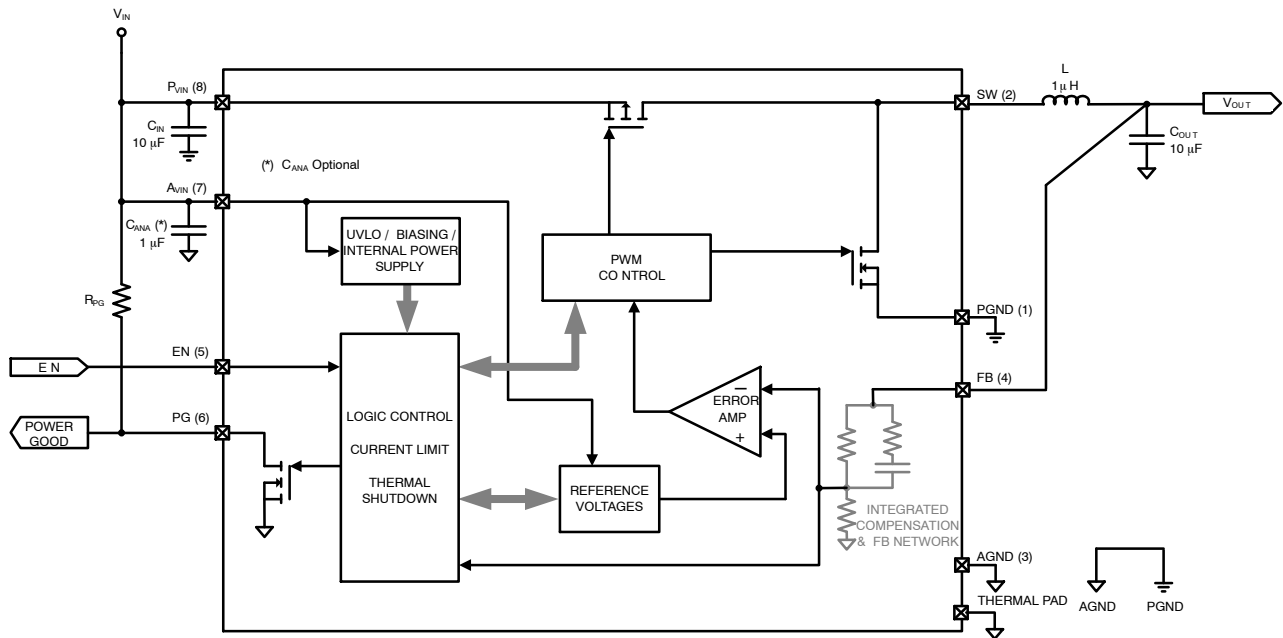 VIN
PVIN (8)
CIN
10 µF
(*) CANA Optional
AVIN (7)
CANA (*)
1 µF
UVLO / BIASING /
INTERNAL POWER
SUPPLY
PWM
CO NTROL
SW (2)
L
1µ H
VOUT
COUT
10 µF
RPG
PGND (1)
E N
EN (5)
FB (4)
POWER
GOOD
PG (6)
LOGIC CONTROL
CURRENT LIMIT
THERMAL
SHUTDOWN
−
ERROR
AMP
+
REFERENCE
VOLTAGES
INTEGRATED
COMPENSATION
& FB NETWORK
AGND (3)
THERMAL PAD
AGND
PGND